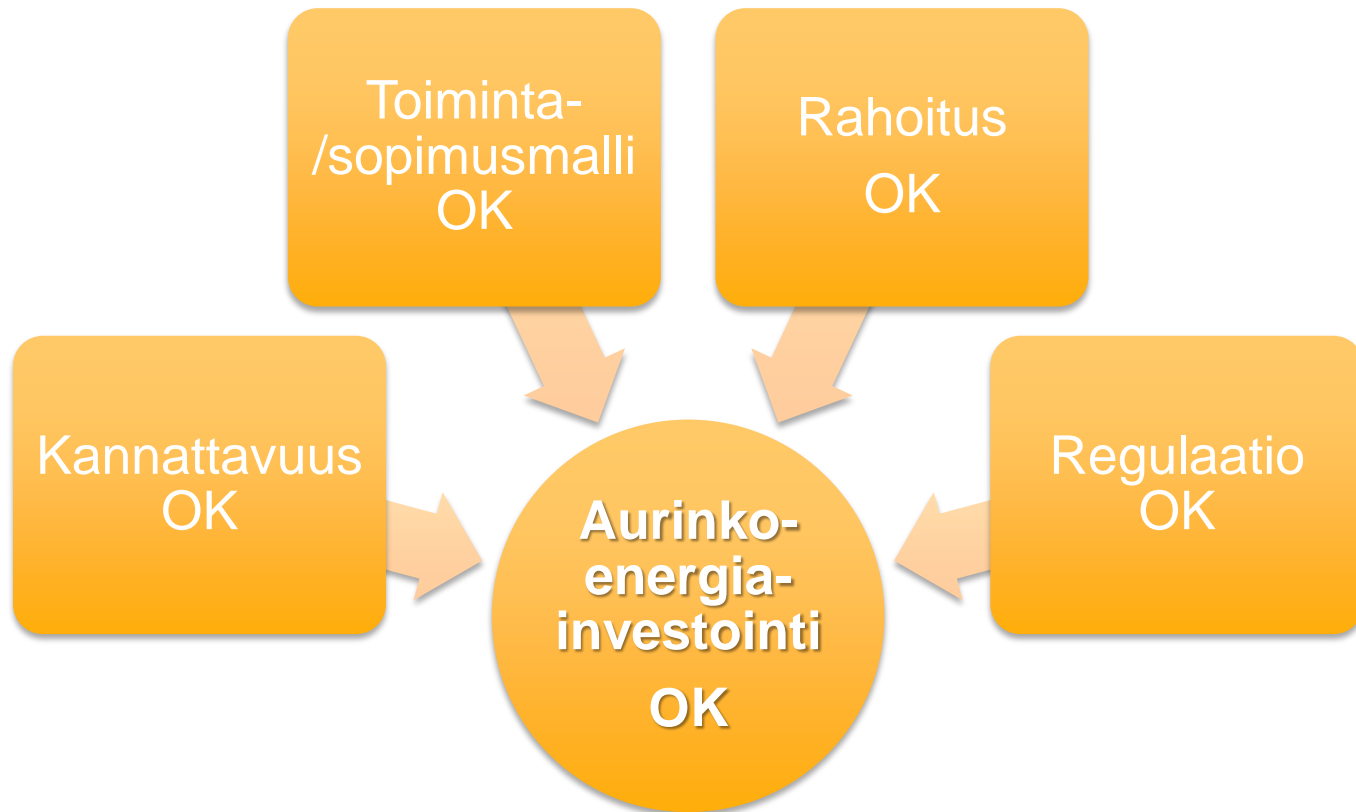 Toiminta-
/sopimusmalli
OK
Rahoitus
OK
Kannattavuus
OK
Regulaatio
OK
Aurinko-
energia-
investointi
OK